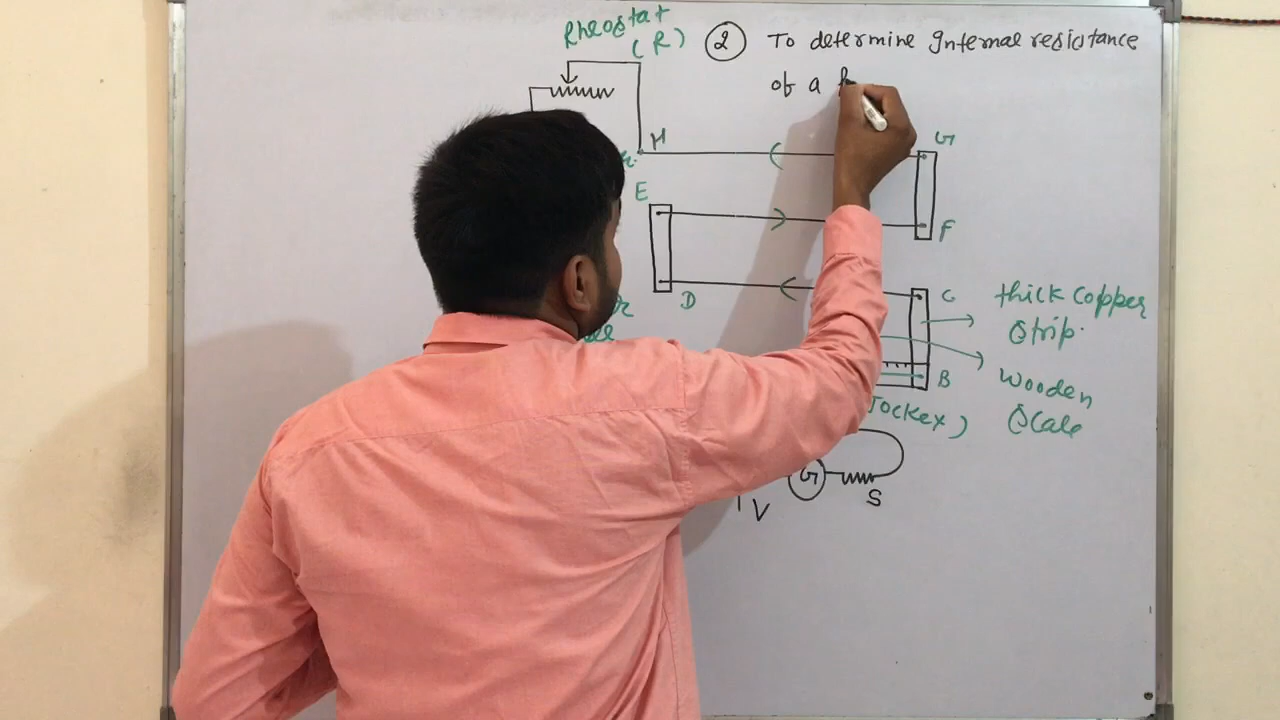 Rheostat
(R)
② To determine Internal resistance
of a
H
G
E
F
D
C
thick Copper
Strip.
B
Wooden
Scale
Jockey)
G
S
V